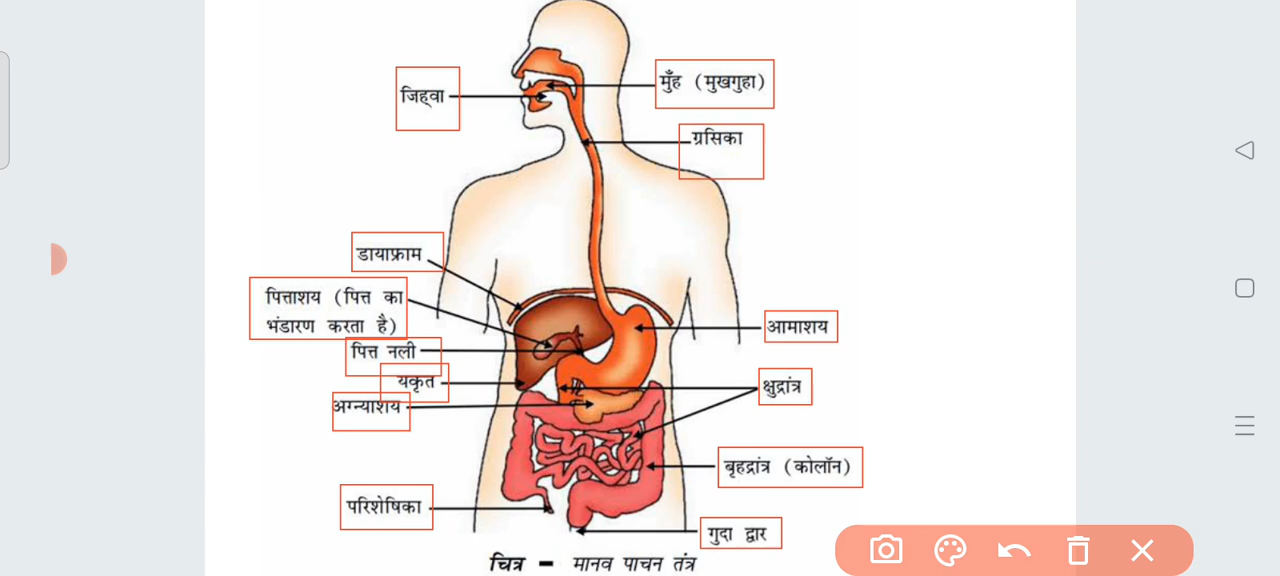 मुँह (मुखगुहा)
जिह्वा
ग्रसिका
डायाफ्राम
पित्ताशय (पित्त का
भंडारण करता है)
आमाशय
पित्त नली
यकृत
क्षुद्रांत्र
अग्न्याशय
बृहद्रांत्र (कोलॉन)
परिशेषिका
गुदा द्वार
चित्र – मानव पाचन तंत्र